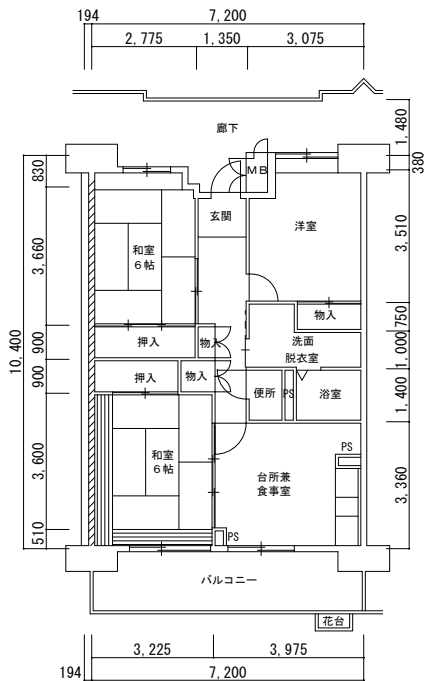 194 7,200
2,775 1,350 3,075
廊下
1,480
380
830
MB
玄関
洋室
和室
6帖
3,510
3,660
物入
750
押入
物入
洗面
脱衣室
1,000
900
10,400
押入
物入
便所
PS
浴室
1,400
900
和室
6帖
PS
台所兼
食事室
3,600
3,360
PS
510
バルコニー
花台
3,225 3,975
194 7,200